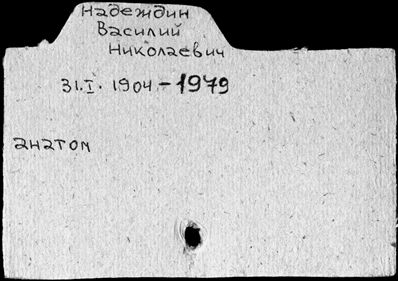 Надеждин
Василий
Николаевич
31.I. 1904-1979
анатом